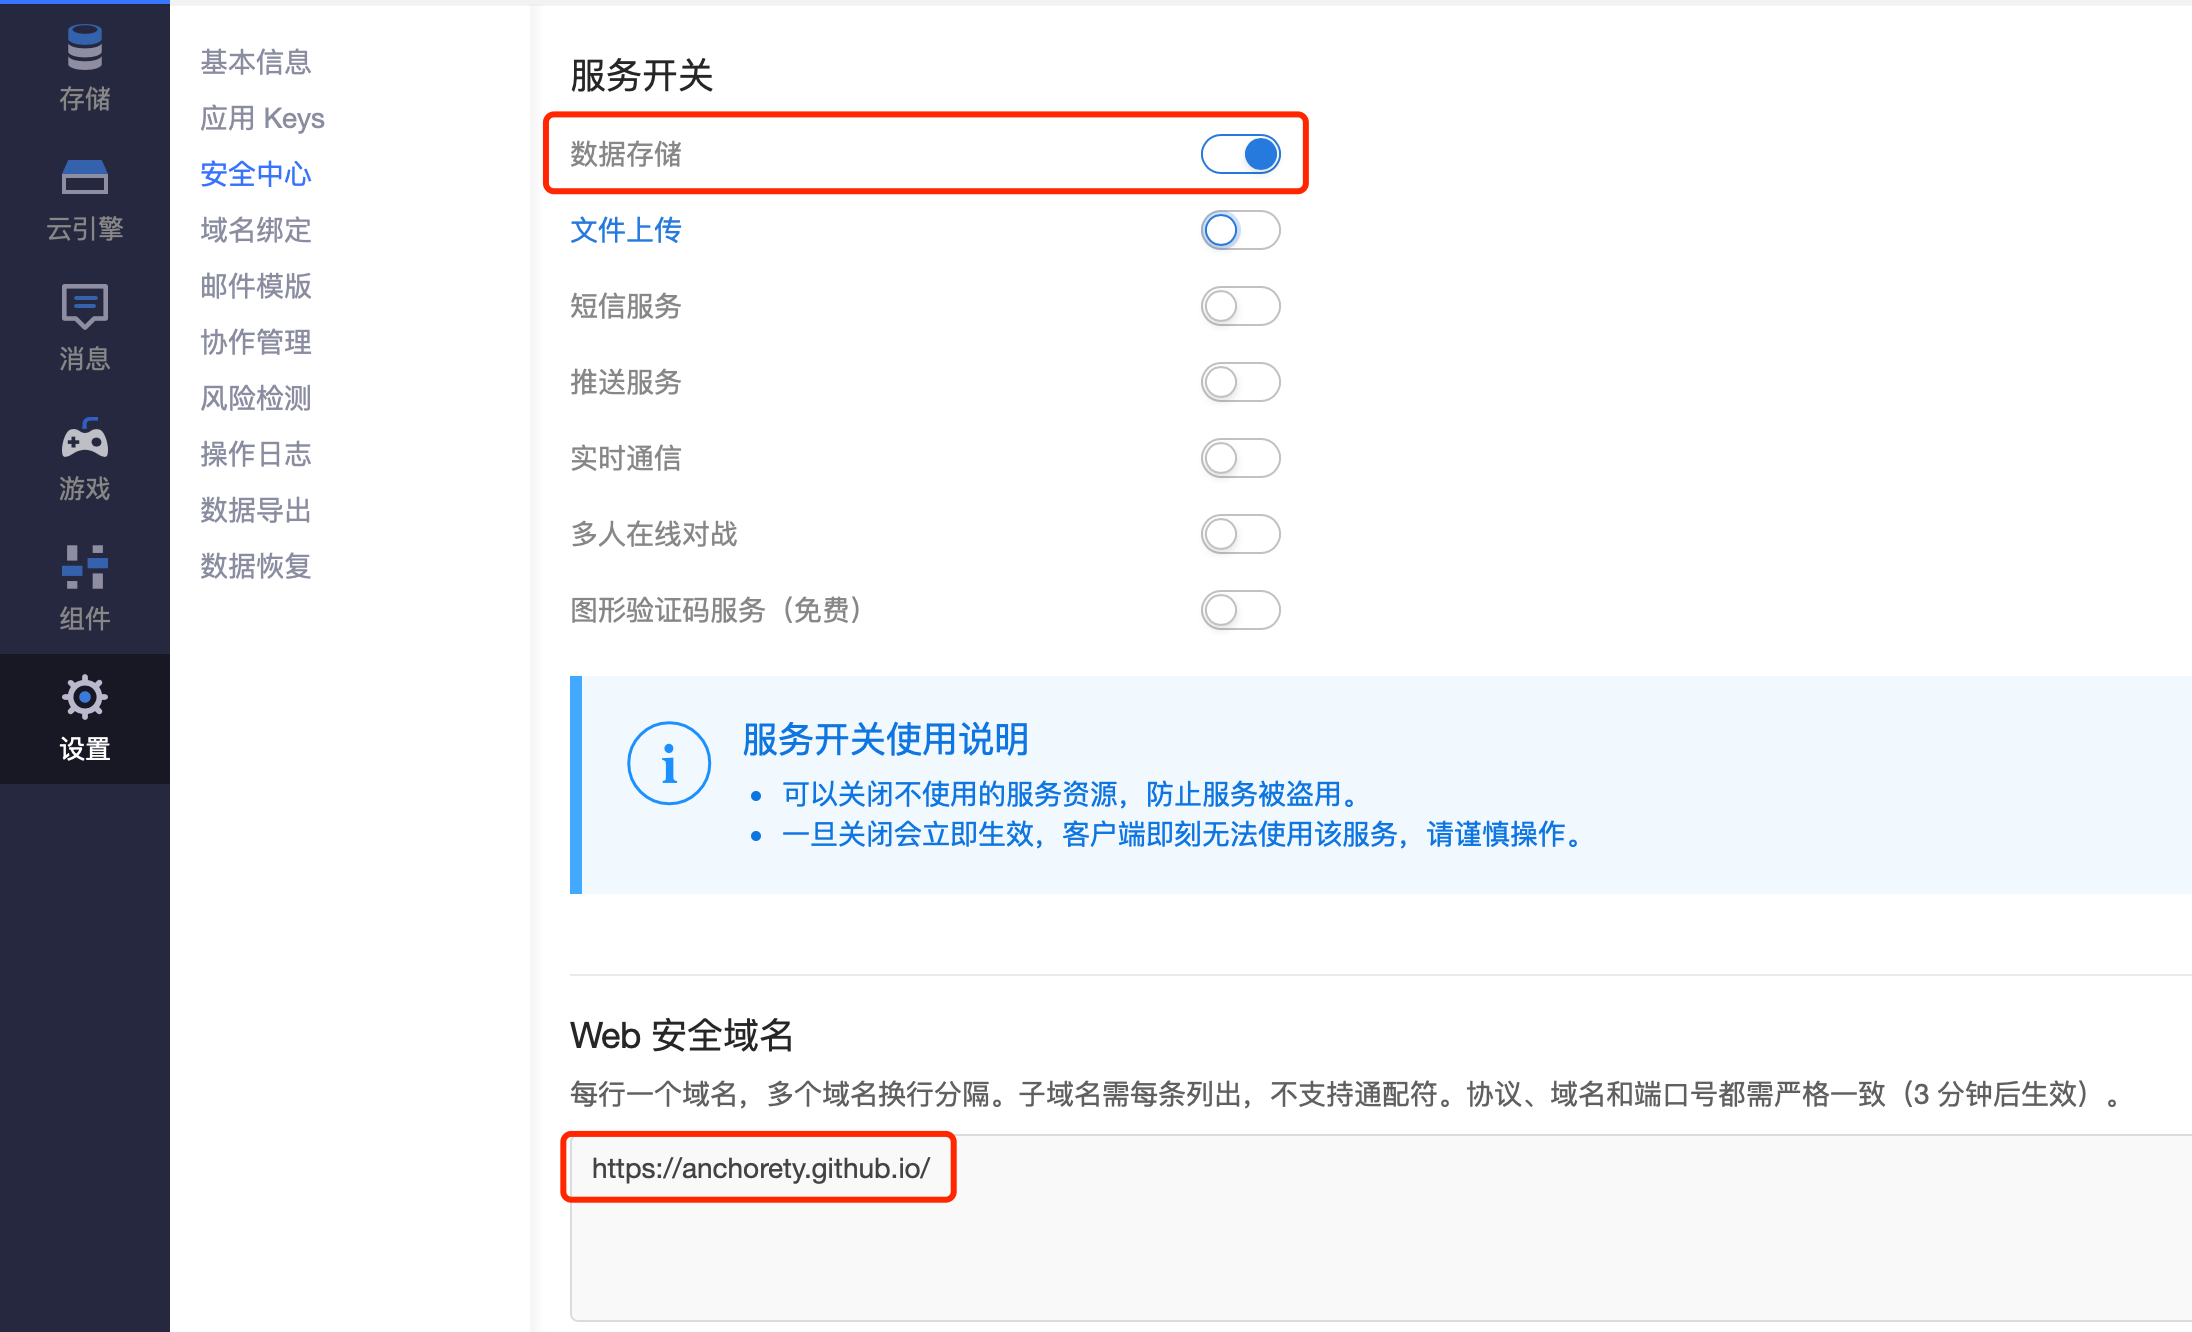 存储
云引擎
消息
游戏
组件
设置
基本信息
应用 Keys
安全中心
域名绑定
邮件模版
协作管理
风险检测
操作日志
数据导出
数据恢复
服务开关
数据存储
文件上传
短信服务
推送服务
实时通信
多人在线对战
图形验证码服务（免费）
服务开关使用说明
• 可以关闭不使用的服务资源，防止服务被盗用。
• 一旦关闭会立即生效，客户端即刻无法使用该服务，请谨慎操作。
Web 安全域名
每行一个域名，多个域名换行分隔。子域名需每条列出，不支持通配符。协议、域名和端口号都需严格一致（3 分钟后生效）。
https://anchorety.github.io/